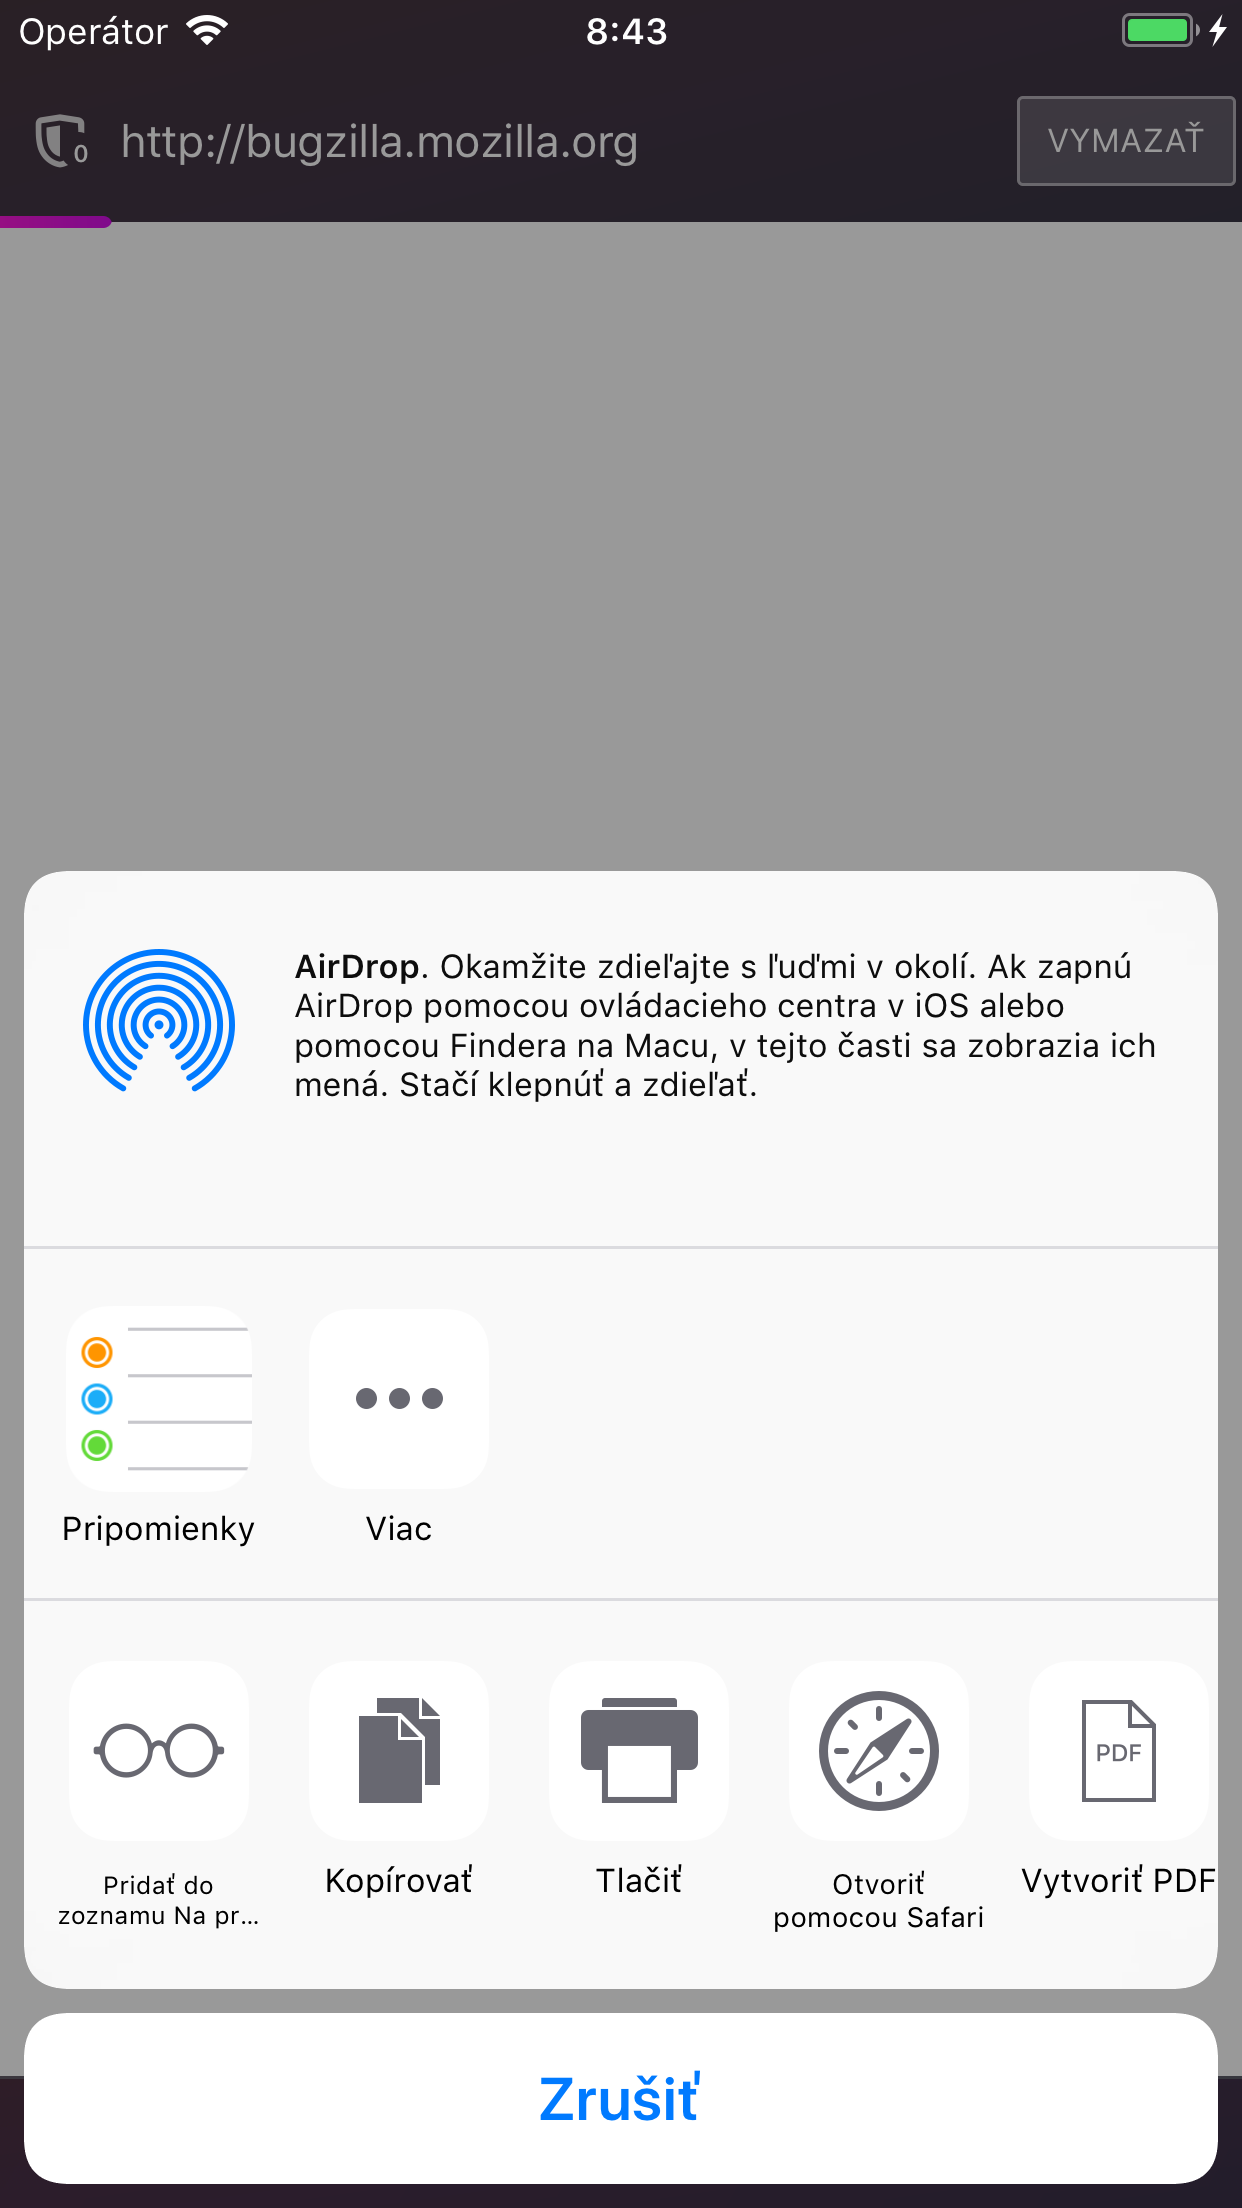 Operátor 8:43
0 http://bugzilla.mozilla.org VYMAZAŤ
AirDrop. Okamžite zdieľajte s ľuďmi v okolí. Ak zapnú
AirDrop pomocou ovládacieho centra v iOS alebo
pomocou Findera na Macu, v tejto časti sa zobrazia ich
mená. Stačí klepnúť a zdieľať.
Pripomienky Viac
PDF
Pridať do
zoznamu Na pr...
Kopírovať
Tlačiť
Otvoriť
pomocou Safari
Vytvoriť PDF
Zrušiť